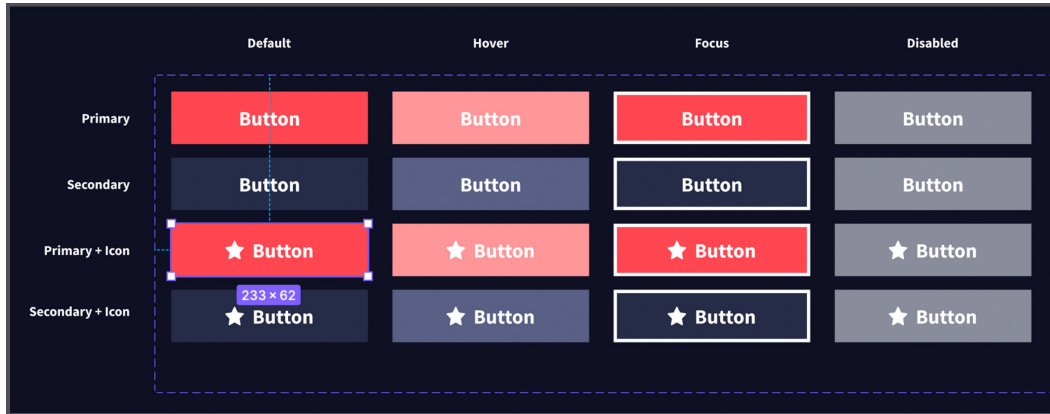 Default Hover Focus Disabled
Primary Button Button Button Button
Secondary Button Button Button Button
Primary + Icon Button Button Button Button
233 × 62
Secondary + Icon Button Button Button Button